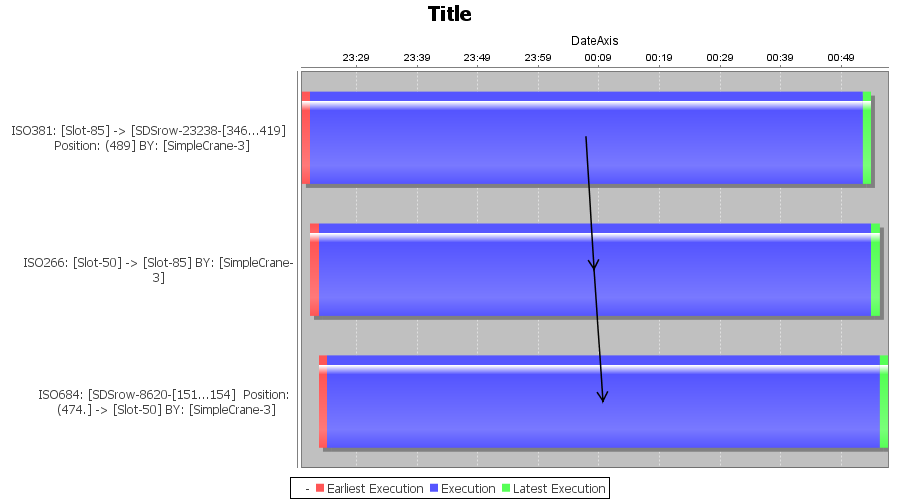 Title
DateAxis
23:29 23:39 23:49 23:59 00:09 00:19 00:29 00:39 00:49
ISO381: [Slot-85] -> [SDSrow-23238-[346...419]
Position: (489] BY: [SimpleCrane-3]
ISO266: [Slot-50] -> [Slot-85] BY: [SimpleCrane-
3]
ISO684: [SDSrow-8620-[151...154]  Position:
(474.] -> [Slot-50] BY: [SimpleCrane-3]
- Earliest Execution Execution Latest Execution